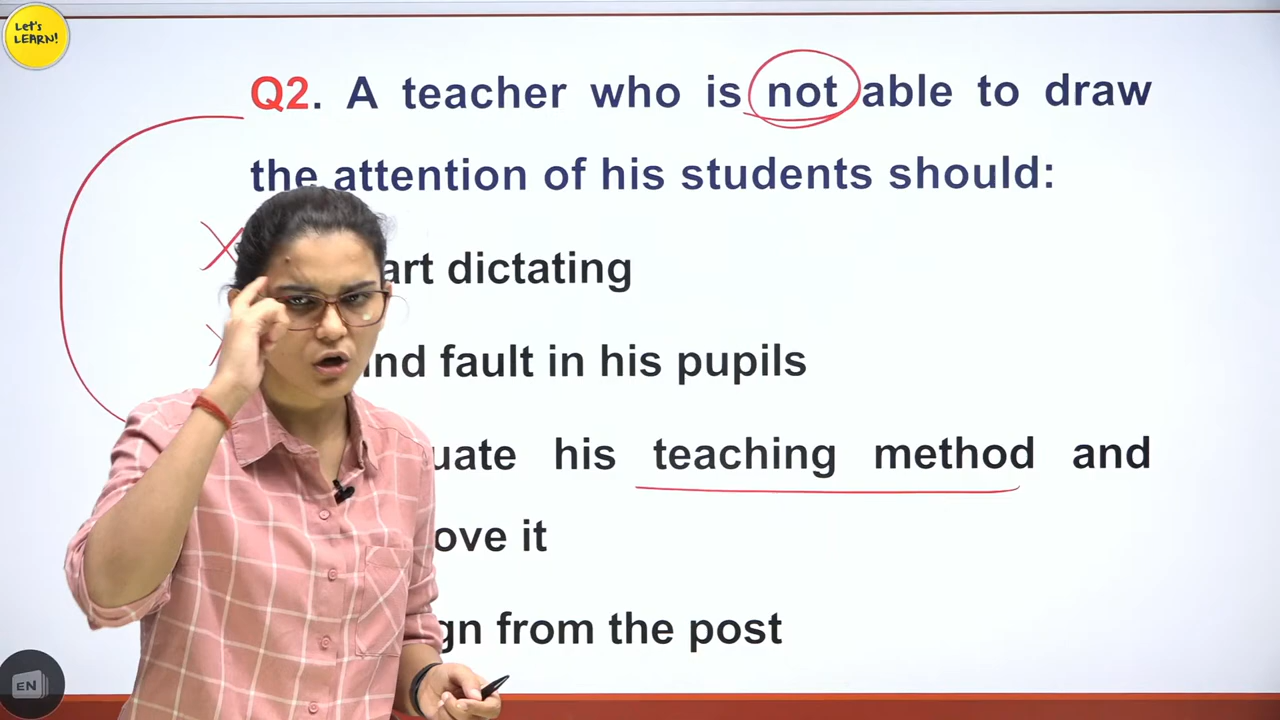 Let's
LEARN!
Q2. A teacher who is not able to draw
the attention of his students should:
art dictating
ind fault in his pupils
uate his teaching method and
ove it
gn from the post
EN